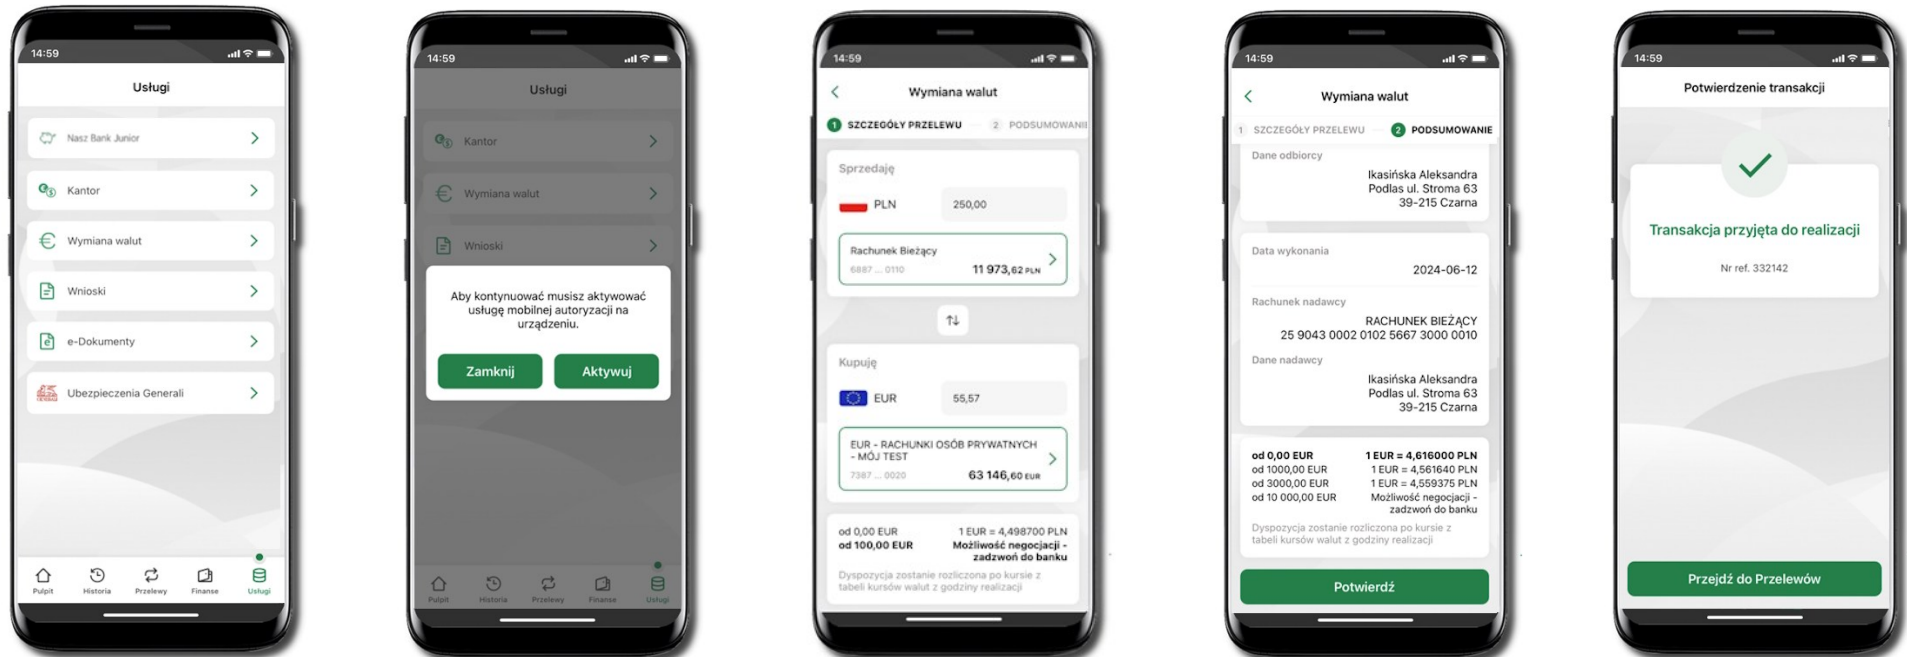 14:59
Usługi
Nasz Bank Junior
Kantor
Wymiana walut
Wnioski
e-Dokumenty
Ubezpieczenia Generali
Pulpit
Historia
Przelewy
Finanse
Usługi
14:59
Usługi
Kantor
Wymiana walut
Wnioski
Aby kontynuować musisz aktywować
usługę mobilnej autoryzacji na
urządzeniu.
Zamknij
Aktywuj
Pulpit
Historia
Przelewy
Finanse
Usługi
14:59
Wymiana walut
1 SZCZEGÓŁY PRZELEWU
2 PODSUMOWANIE
Sprzedaję
PLN
250,00
Rachunek Bieżący
6887 ... 0110
11 973,62 PLN
Kupuję
EUR
55,57
EUR - RACHUNKI OSÓB PRYWATNYCH
- MÓJ TEST
7387 ... 0020
63 146,60 EUR
od 0,00 EUR 1 EUR = 4,498700 PLN
od 100,00 EUR Możliwość negocjacji -
zadzwoń do banku
Dyspozycja zostanie rozliczona po kursie z
tabeli kursów walut z godziny realizacji
14:59
Wymiana walut
1 SZCZEGÓŁY PRZELEWU
2 PODSUMOWANIE
Dane odbiorcy
Ikasińska Aleksandra
Podlas ul. Stroma 63
39-215 Czarna
Data wykonania
2024-06-12
Rachunek nadawcy
RACHUNEK BIEŻĄCY
25 9043 0002 0102 5667 3000 0010
Dane nadawcy
Ikasińska Aleksandra
Podlas ul. Stroma 63
39-215 Czarna
od 0,00 EUR 1 EUR = 4,616000 PLN
od 1000,00 EUR 1 EUR = 4,561640 PLN
od 3000,00 EUR 1 EUR = 4,559375 PLN
od 10 000,00 EUR Możliwość negocjacji -
zadzwoń do banku
Dyspozycja zostanie rozliczona po kursie z
tabeli kursów walut z godziny realizacji
Potwierdź
14:59
Potwierdzenie transakcji
Transakcja przyjęta do realizacji
Nr ref. 332142
Przejdź do Przelewów